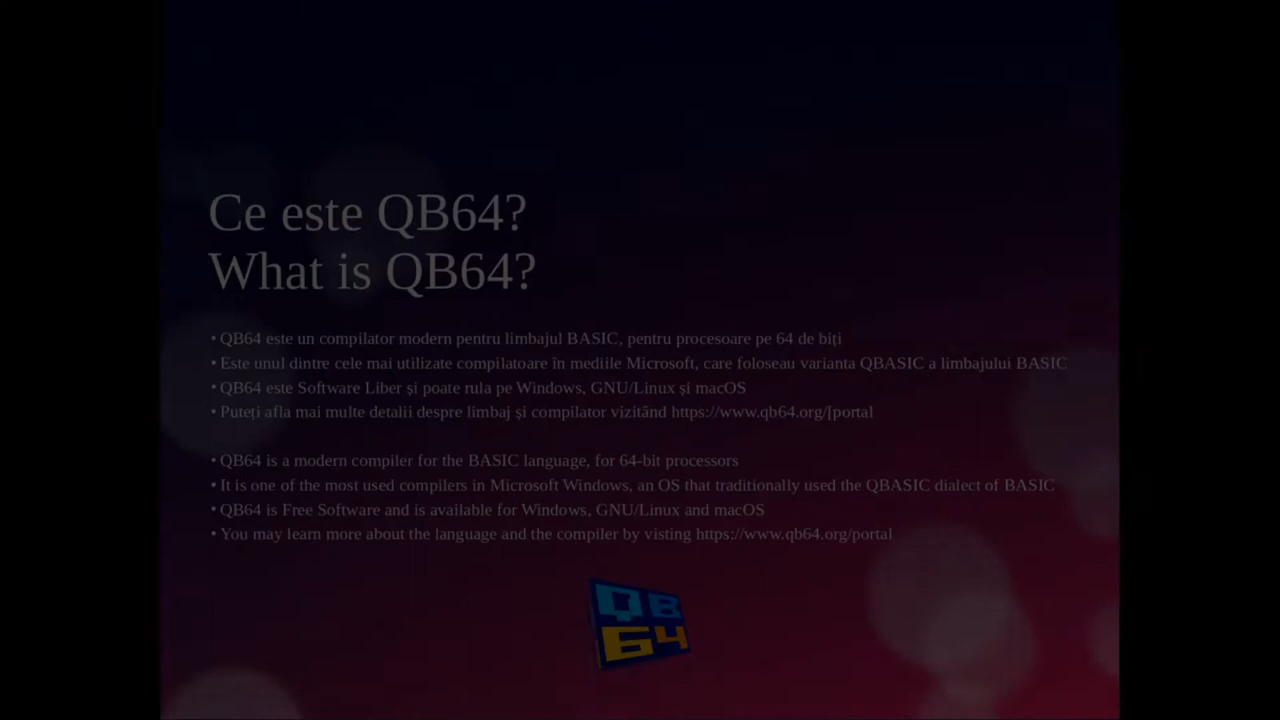 Ce este QB64?
What is QB64?
• QB64 este un compilator modern pentru limbajul BASIC, pentru procesoare pe 64 de biți
• Este unul dintre cele mai utilizate compilatoare în mediile Microsoft, care foloseau varianta QBASIC a limbajului BASIC
• QB64 este Software Liber și poate rula pe Windows, GNU/Linux și macOS
• Puteți afla mai multe detalii despre limbaj și compilator vizitând https://www.qb64.org/[portal
• QB64 is a modern compiler for the BASIC language, for 64-bit processors
• It is one of the most used compilers in Microsoft Windows, an OS that traditionally used the QBASIC dialect of BASIC
• QB64 is Free Software and is available for Windows, GNU/Linux and macOS
• You may learn more about the language and the compiler by visting https://www.qb64.org/portal
QB
64